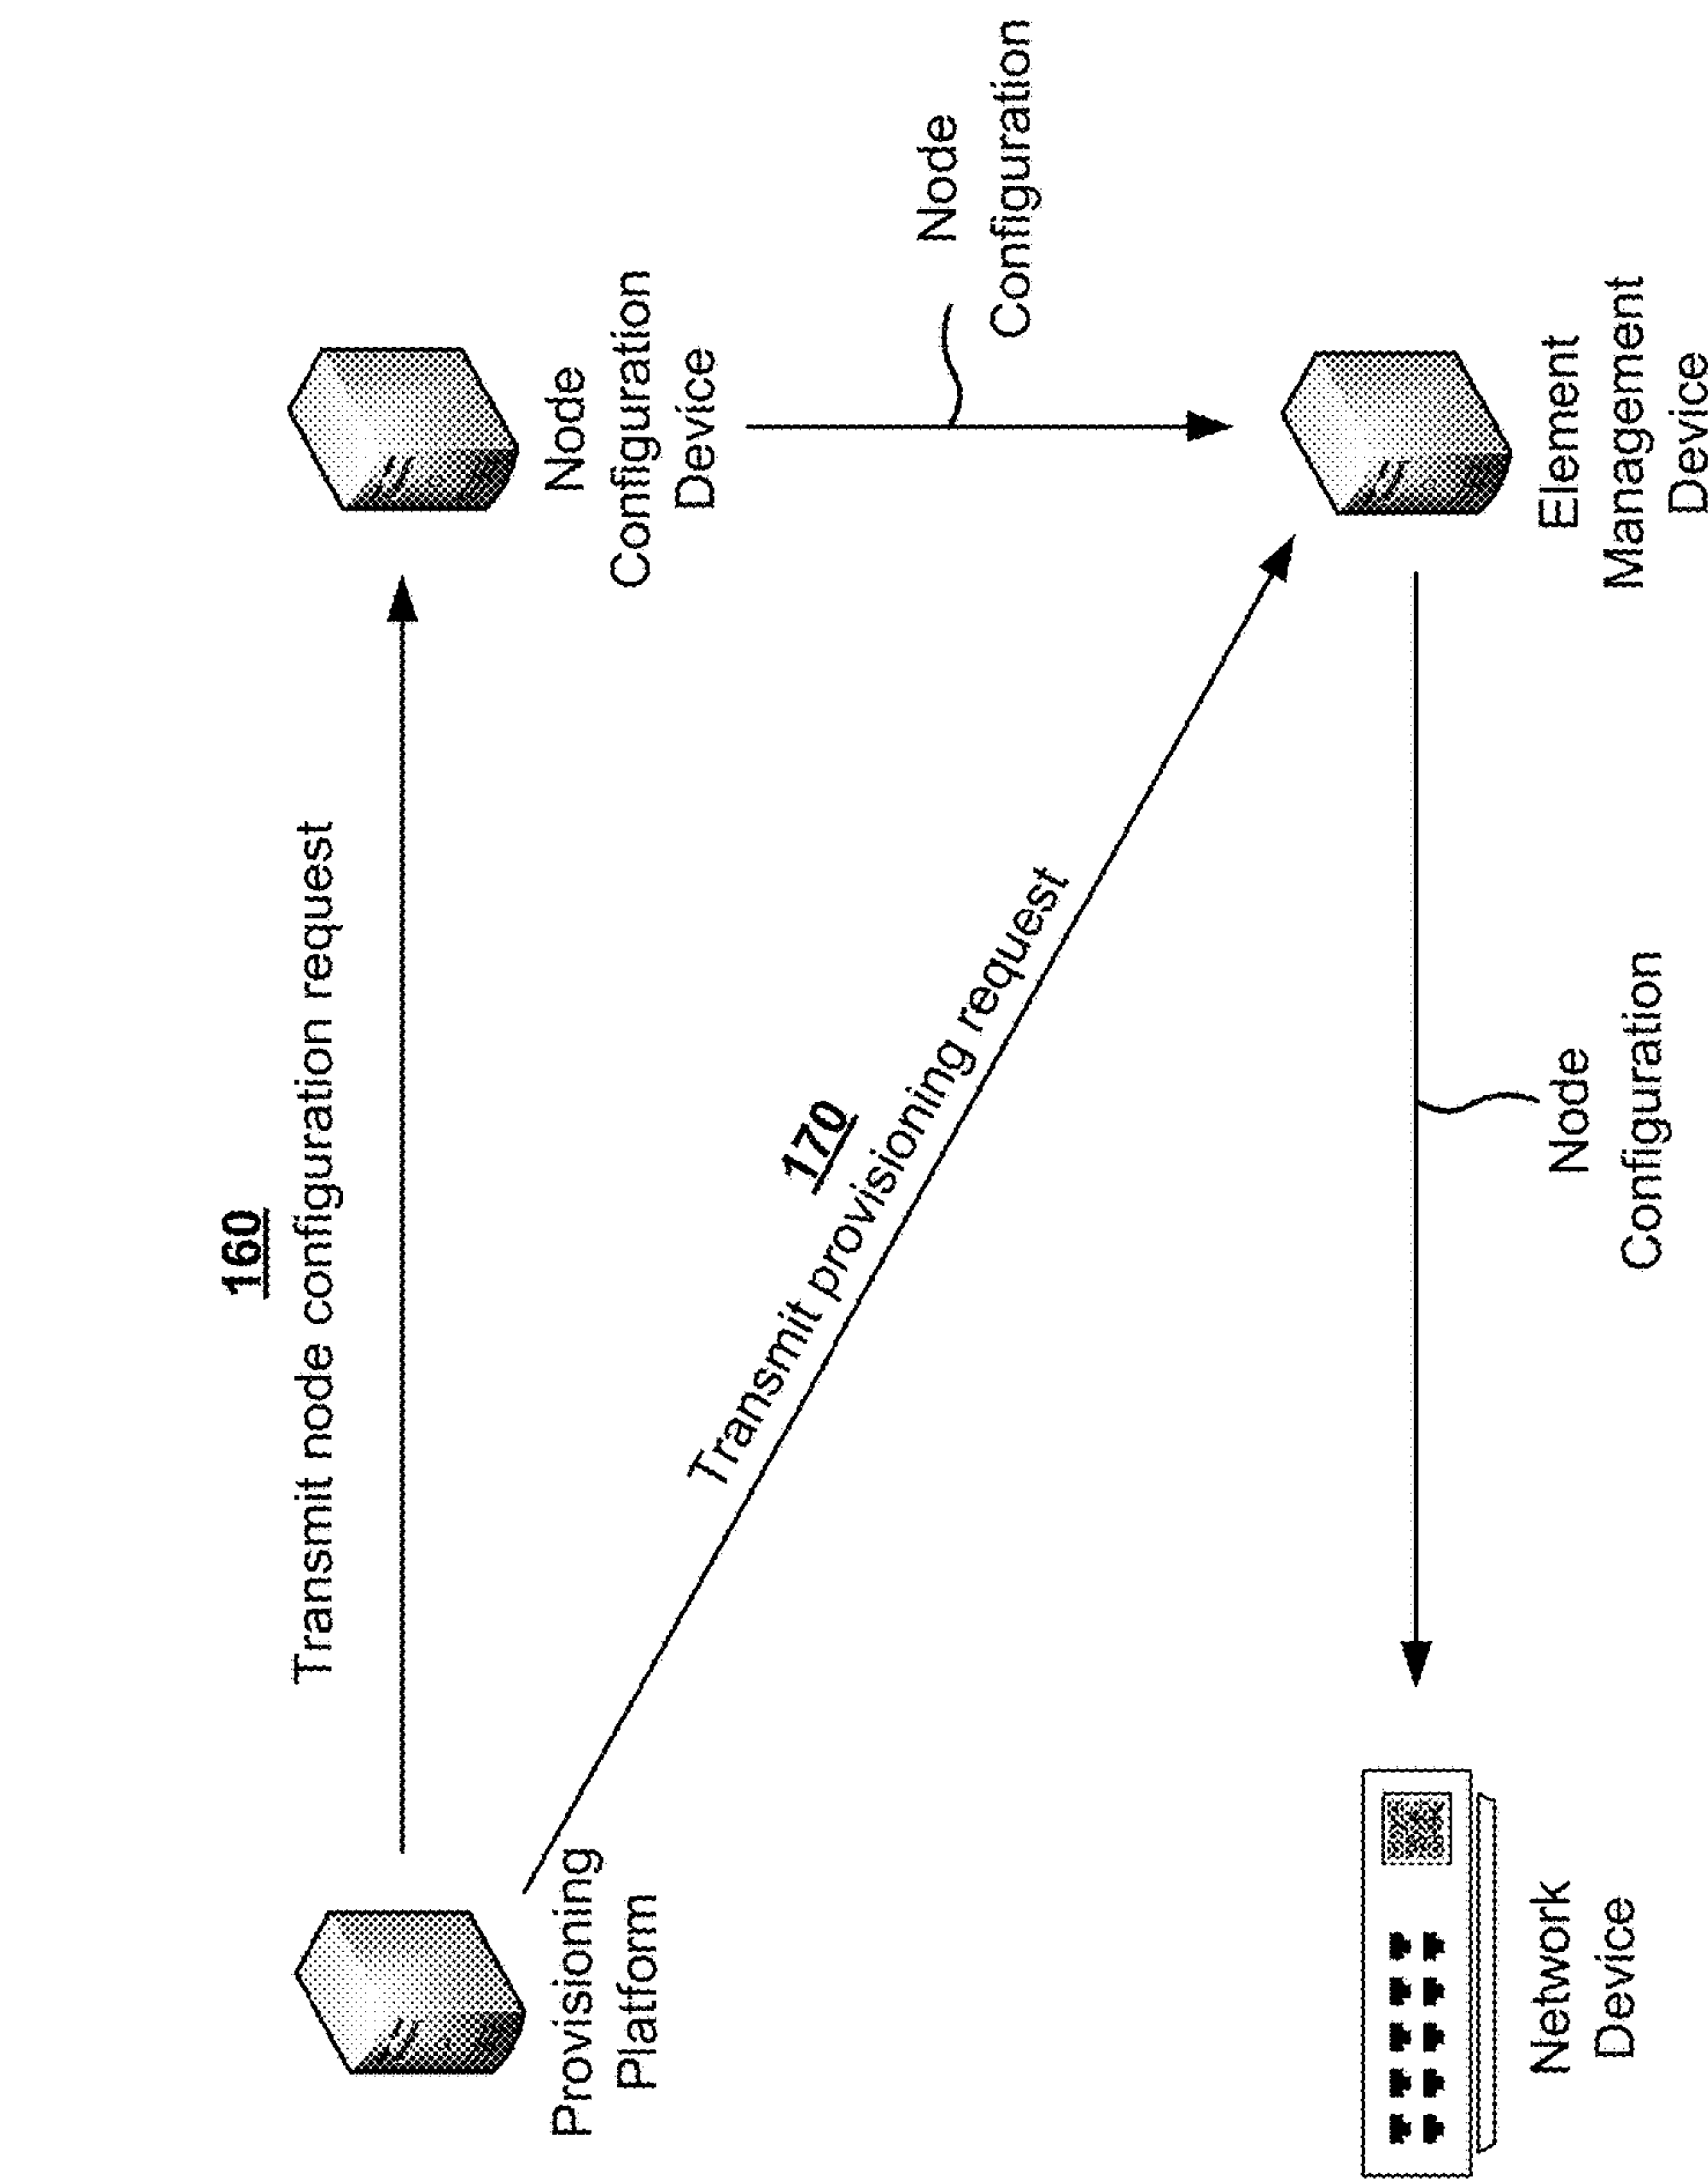 160
Transmit node configuration request
Provisioning
Platform
Node
Configuration
Device
170
Transmit provisioning request
Node
Configuration
Node
Configuration
Network
Device
Element
Management
Device